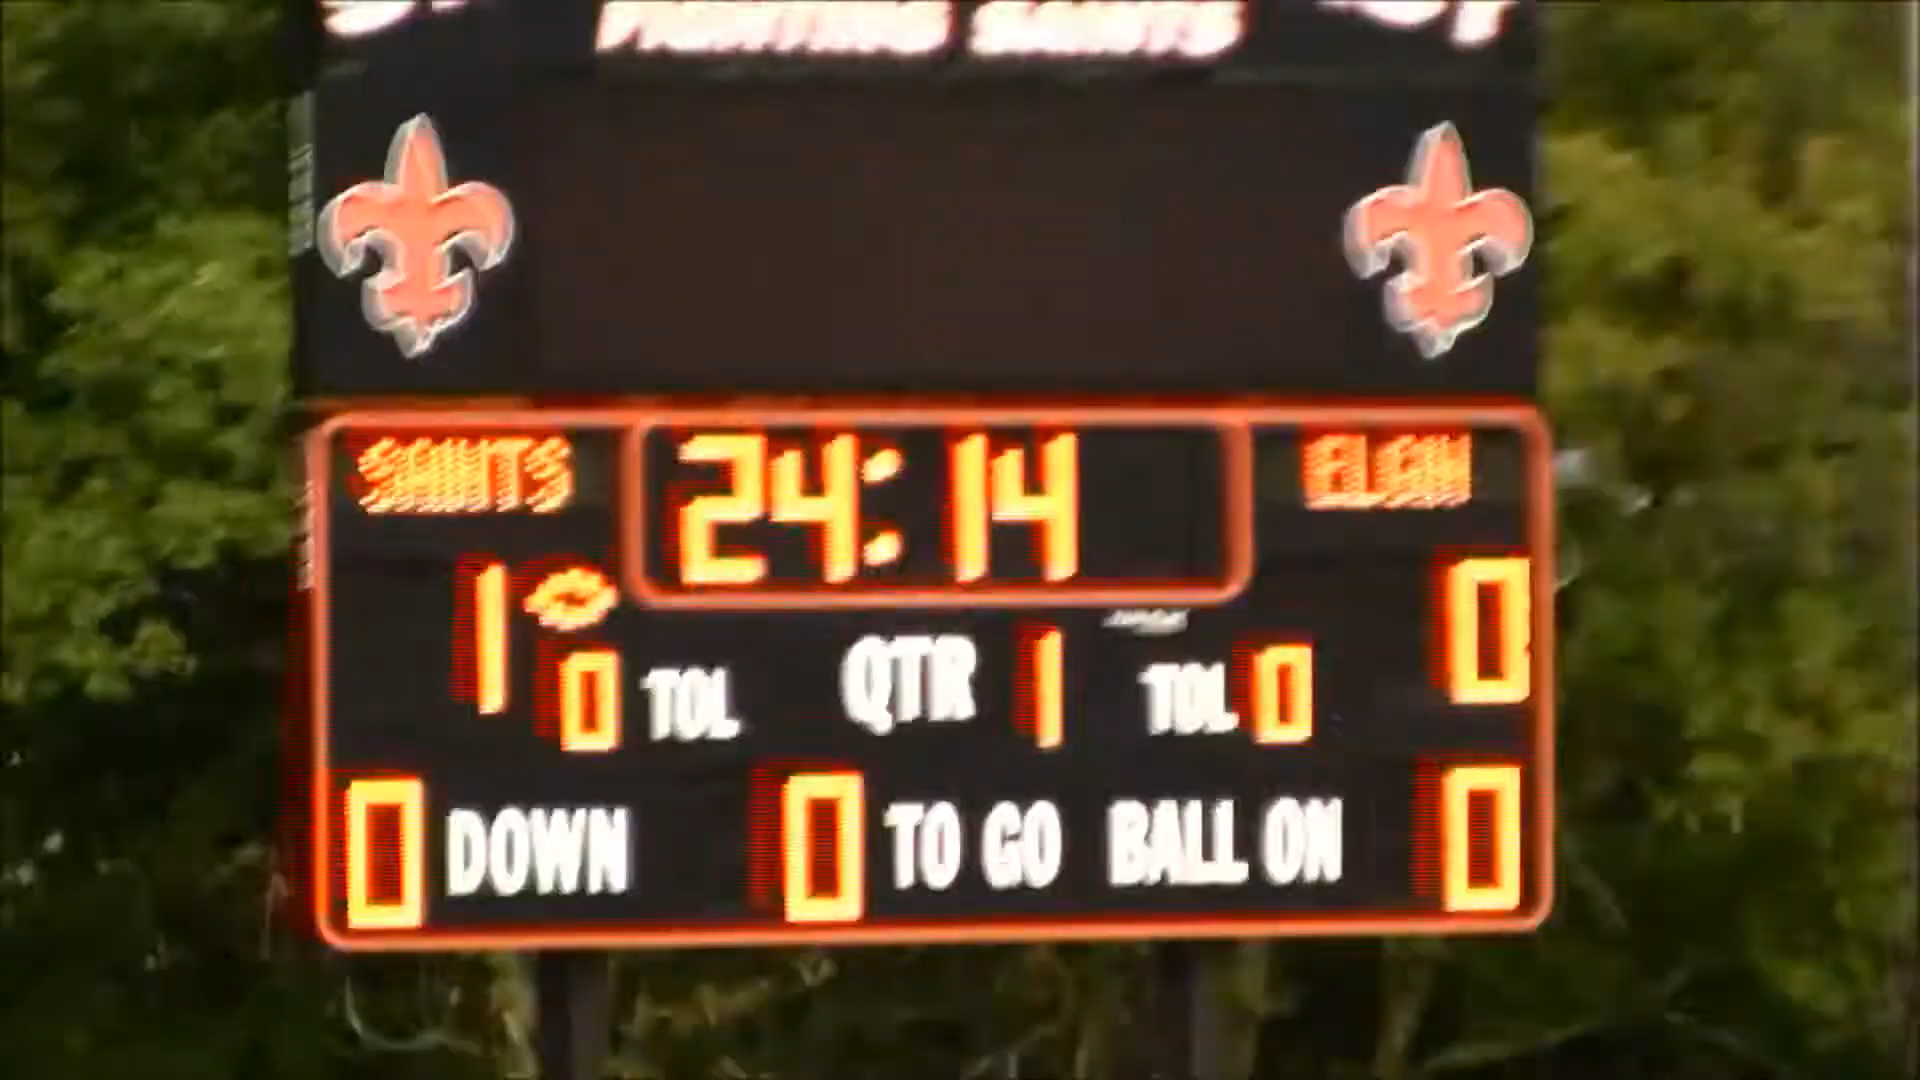 FIGHTING SAINTS
SAINTS 24:14 ELGIN
1 0
0 TOL QTR 1 TOL 0
0 DOWN 0 TO GO BALL ON 0